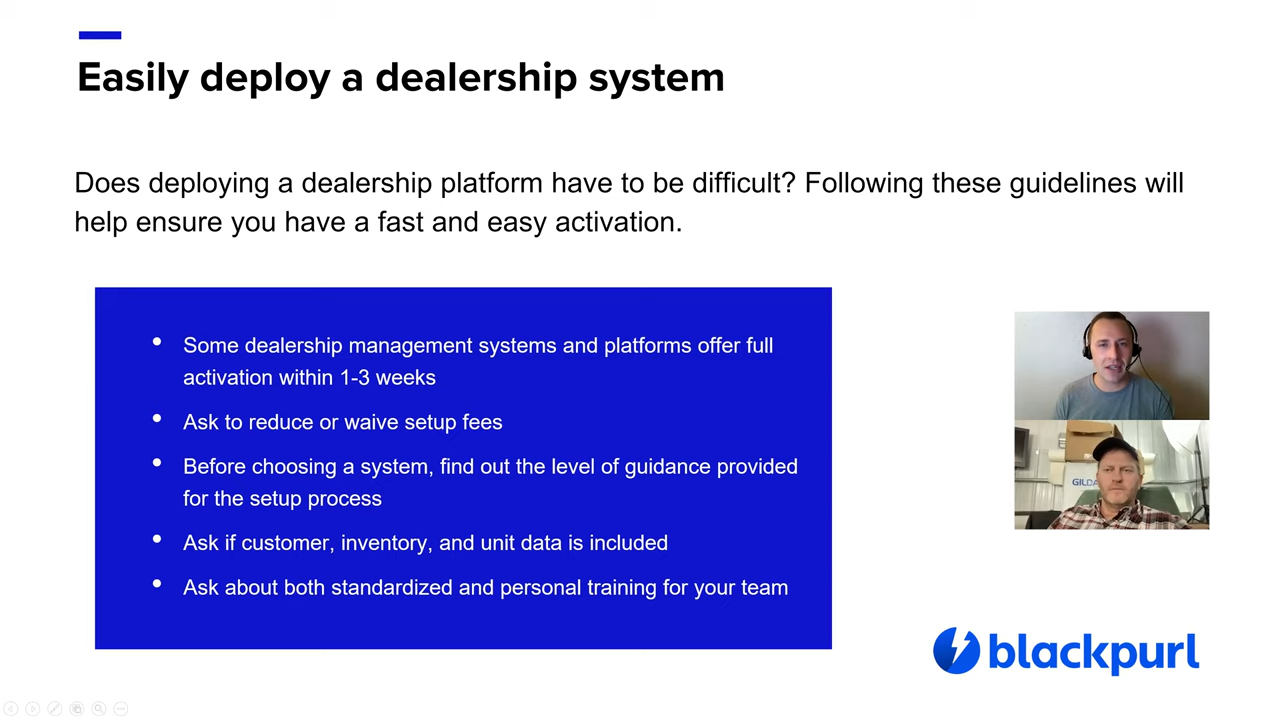 Easily deploy a dealership system
Does deploying a dealership platform have to be difficult? Following these guidelines will
help ensure you have a fast and easy activation.
• Some dealership management systems and platforms offer full
activation within 1-3 weeks
• Ask to reduce or waive setup fees
• Before choosing a system, find out the level of guidance provided
for the setup process
• Ask if customer, inventory, and unit data is included
• Ask about both standardized and personal training for your team
blackpurl